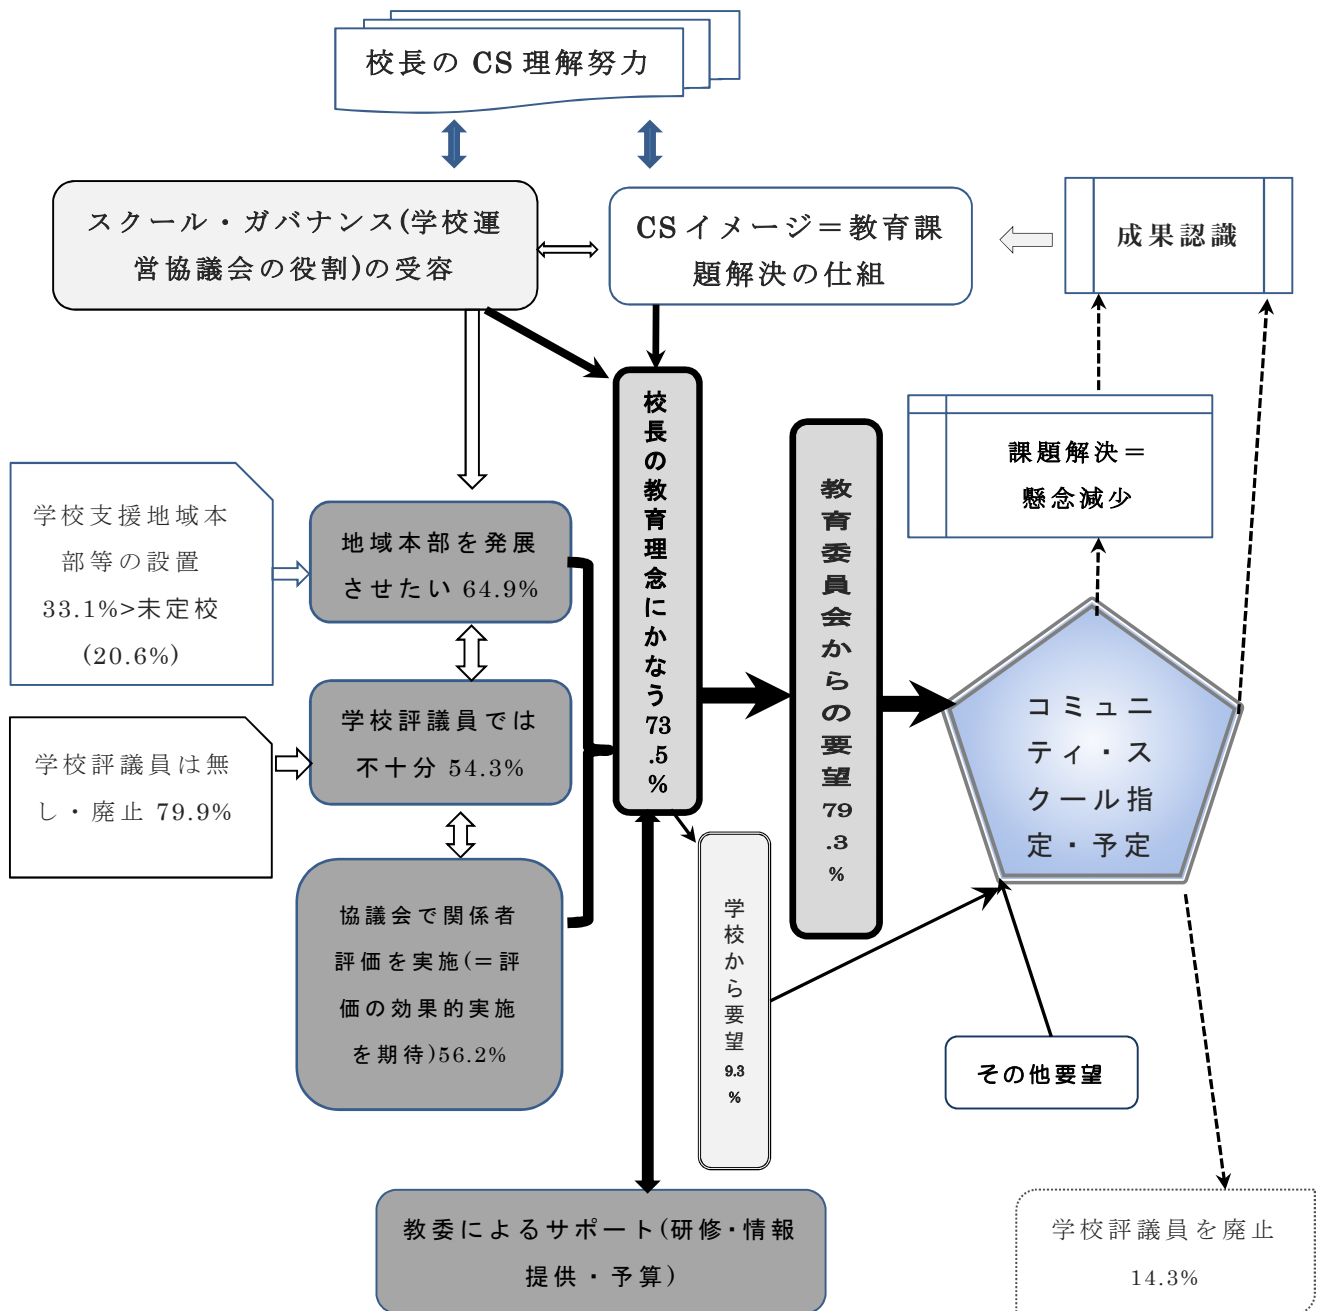 校長の CS 理解努力
スクール・ガバナンス(学校運
営協議会の役割)の受容
CSイメージ＝教育課
題解決の仕組
成果認識
校長の教育理念にかなう73.5%
教育委員会からの要望79.3%
課題解決＝
懸念減少
学校支援地域本
部等の設置
33.1%>未定校
(20.6%)
地域本部を発展
させたい 64.9%
学校評議員は無
し・廃止 79.9%
学校評議員では
不十分 54.3%
コミュニ
ティ・ス
クール指
定・予定
協議会で関係者
評価を実施(＝評
価の効果的実施
を期待)56.2%
学校から要望9.3%
その他要望
教委によるサポート(研修・情報
提供・予算)
学校評議員を廃止
14.3%